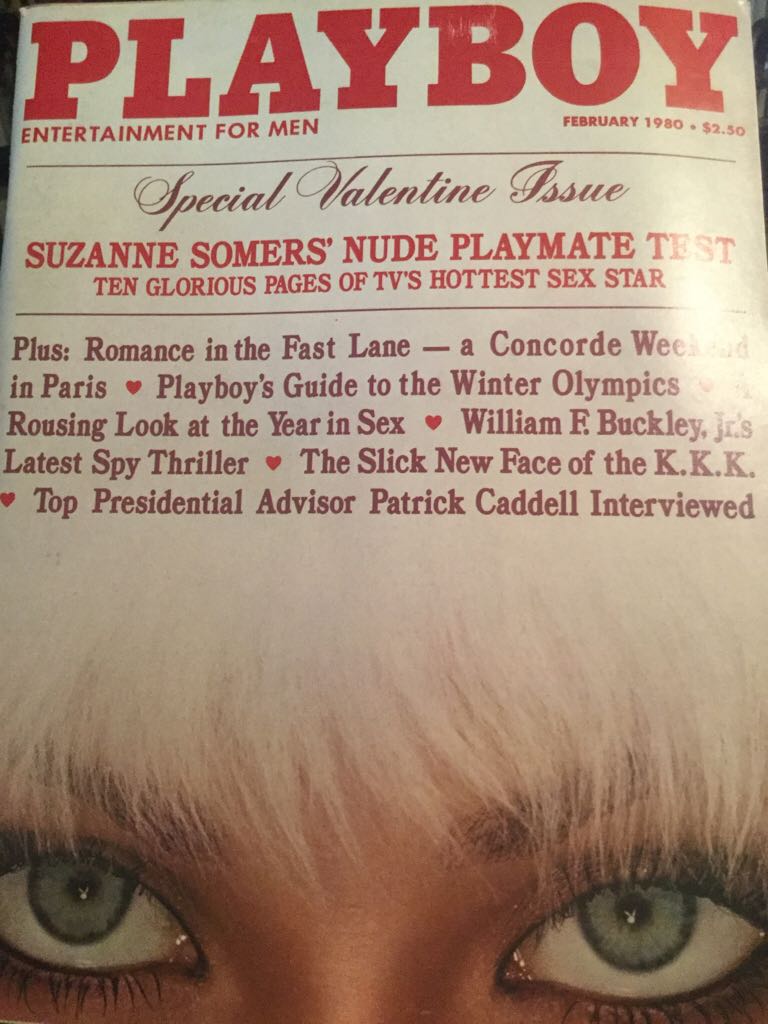 PLAYBOY
ENTERTAINMENT FOR MEN
FEBRUARY 1980 • $2.50
Special Valentine Issue
SUZANNE SOMERS' NUDE PLAYMATE TEST
TEN GLORIOUS PAGES OF TV'S HOTTEST SEX STAR
Plus: Romance in the Fast Lane — a Concorde Weekend
in Paris ♥ Playboy's Guide to the Winter Olympics ♥ A
Rousing Look at the Year in Sex ♥ William F. Buckley, Jr.'s
Latest Spy Thriller ♥ The Slick New Face of the K.K.K.
♥ Top Presidential Advisor Patrick Caddell Interviewed